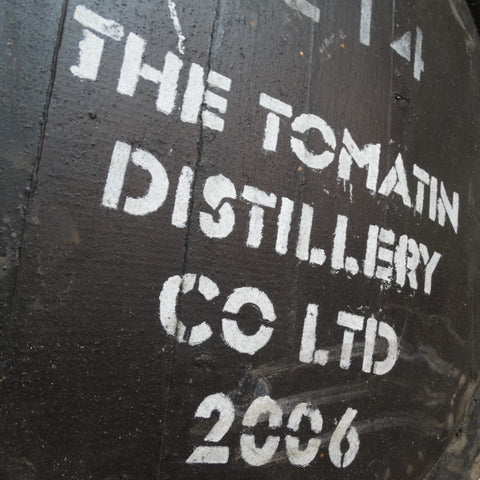 THE TOMATIN
DISTILLERY
CO LTD
2006